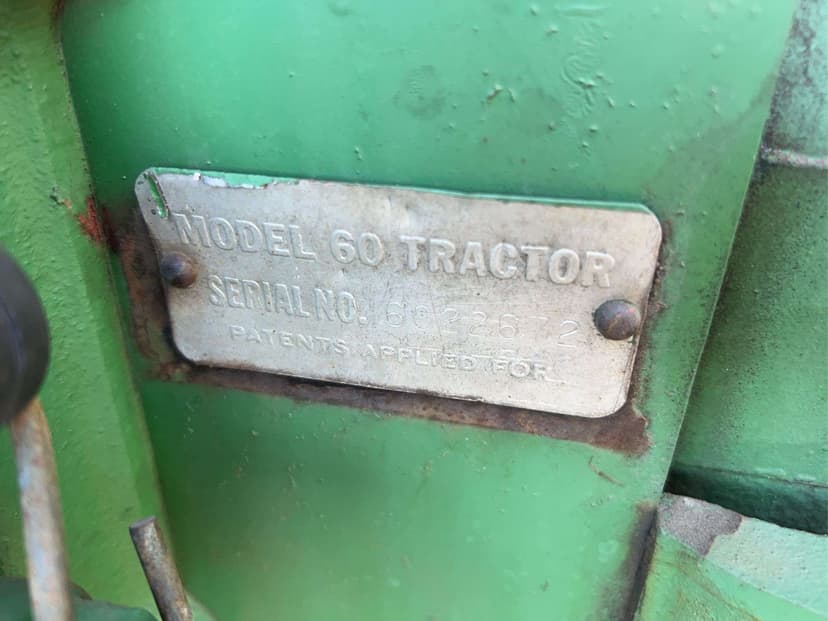 MODEL 60 TRACTOR
SERIAL NO. 6022672
PATENTS APPLIED FOR